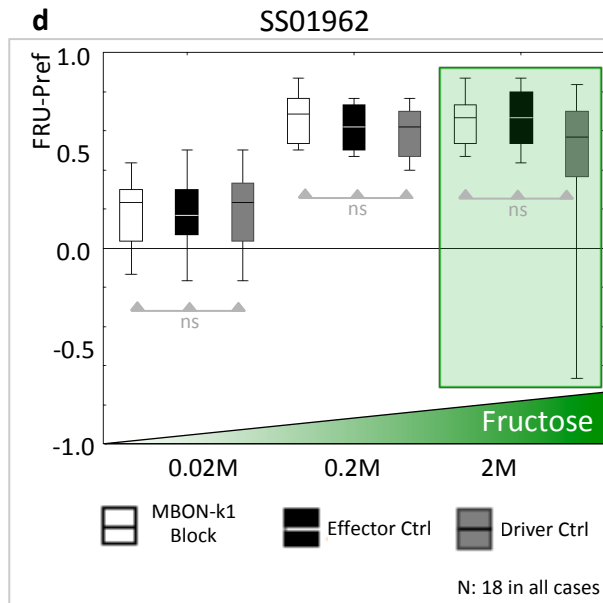 d SS01962
FRU-Pref
1.0
0.5
0.0
-0.5
-1.0
ns
ns
ns
Fructose
0.02M 0.2M 2M
MBON-k1
Block
Effector Ctrl
Driver Ctrl
N: 18 in all cases